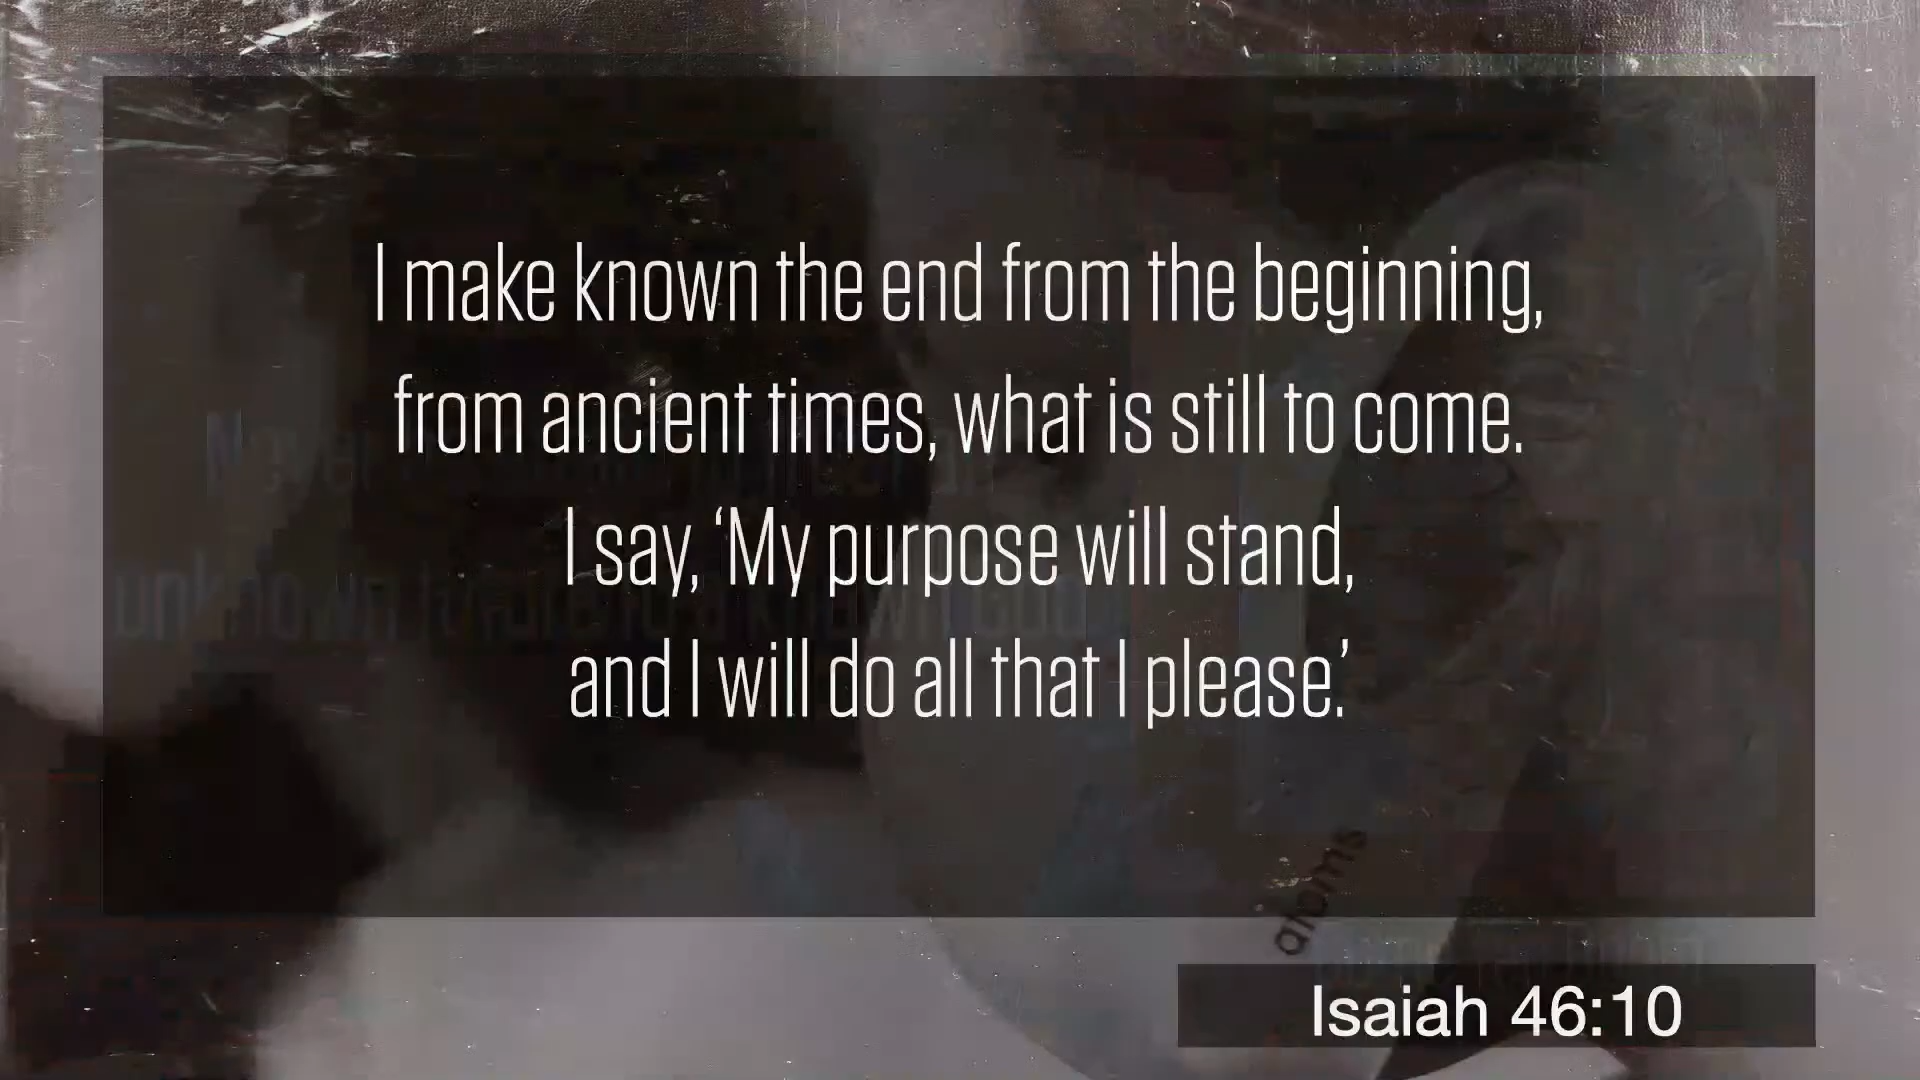 I make known the end from the beginning,
from ancient times, what is still to come.
I say, ‘My purpose will stand,
and I will do all that I please.’
atoms
Isaiah 46:10